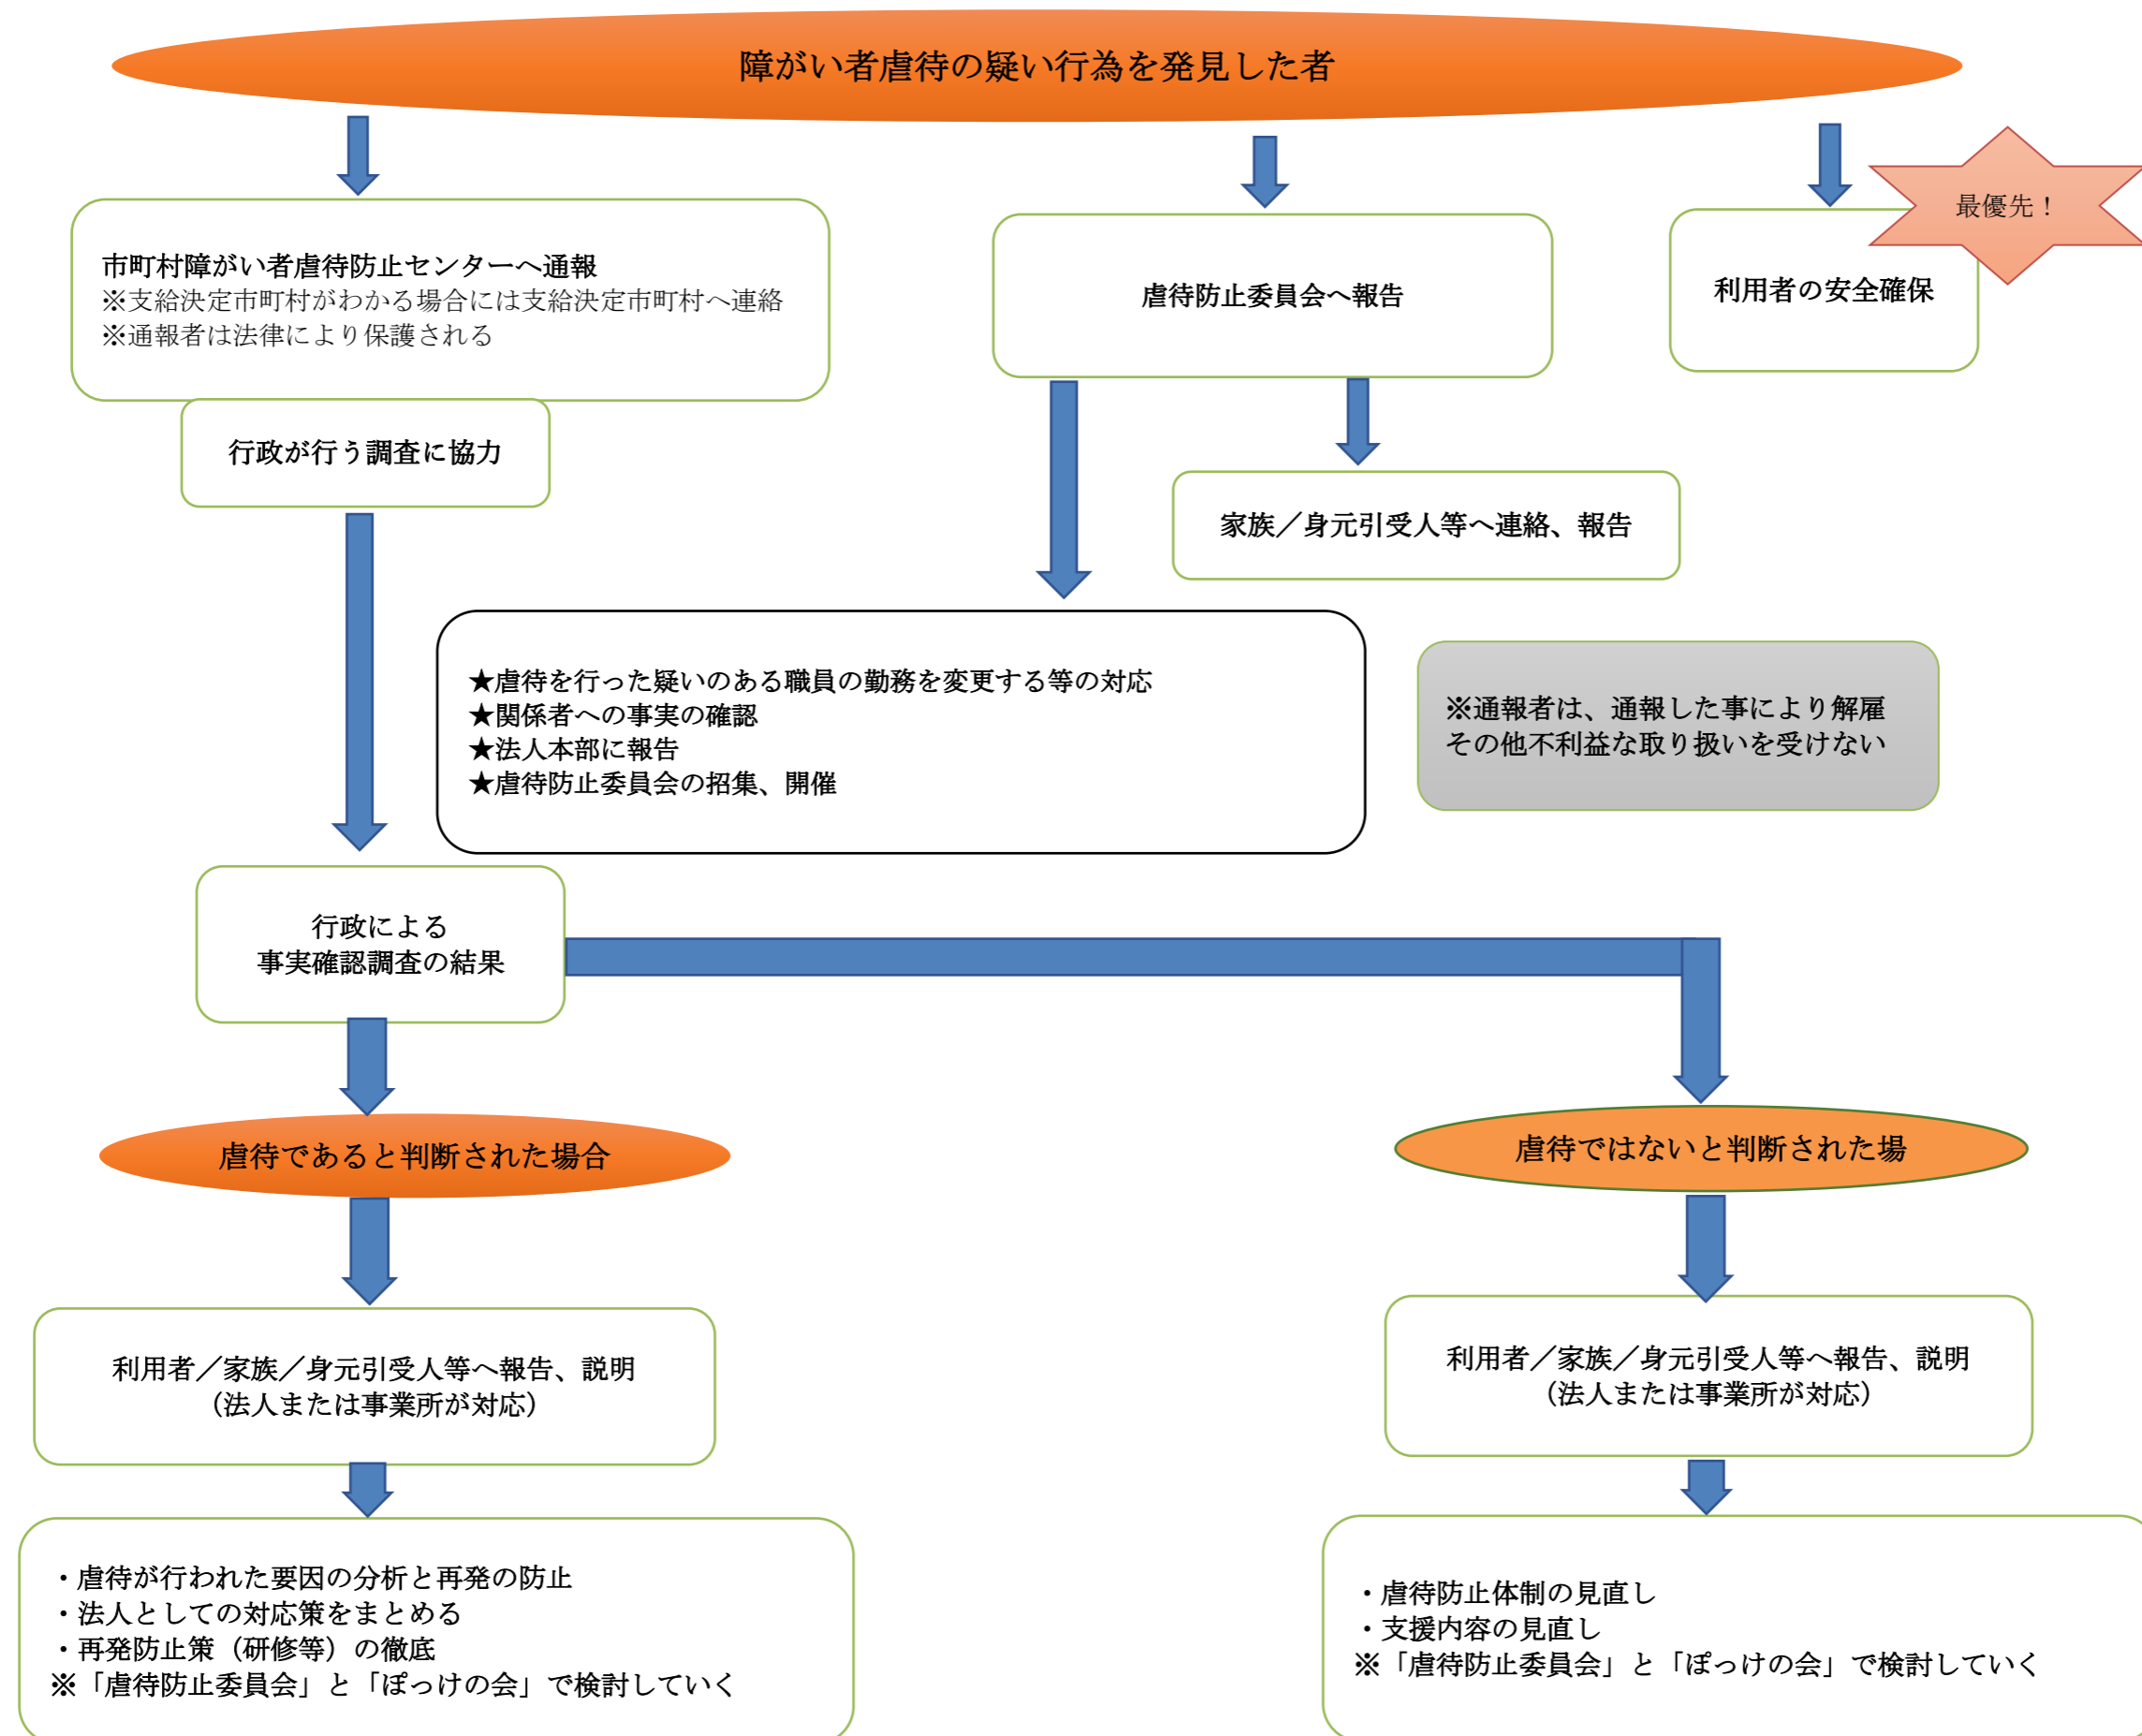 障がい者虐待の疑い行為を発見した者
最優先！
市町村障がい者虐待防止センターへ通報
※支給決定市町村がわかる場合には支給決定市町村へ連絡
※通報者は法律により保護される
虐待防止委員会へ報告
利用者の安全確保
行政が行う調査に協力
家族／身元引受人等へ連絡、報告
★虐待を行った疑いのある職員の勤務を変更する等の対応
★関係者への事実の確認
★法人本部に報告
★虐待防止委員会の招集、開催
※通報者は、通報した事により解雇
その他不利益な取り扱いを受けない
行政による
事実確認調査の結果
虐待であると判断された場合
虐待ではないと判断された場
利用者／家族／身元引受人等へ報告、説明
（法人または事業所が対応）
利用者／家族／身元引受人等へ報告、説明
（法人または事業所が対応）
・虐待が行われた要因の分析と再発の防止
・法人としての対応策をまとめる
・再発防止策（研修等）の徹底
※「虐待防止委員会」と「ぽっけの会」で検討していく
・虐待防止体制の見直し
・支援内容の見直し
※「虐待防止委員会」と「ぽっけの会」で検討していく